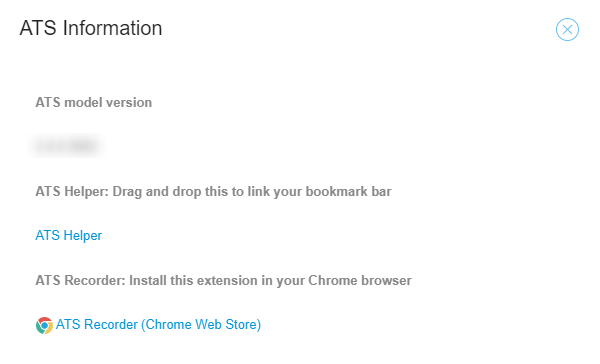 ATS Information
ATS model version
ATS Helper: Drag and drop this to link your bookmark bar
ATS Helper
ATS Recorder: Install this extension in your Chrome browser
ATS Recorder (Chrome Web Store)